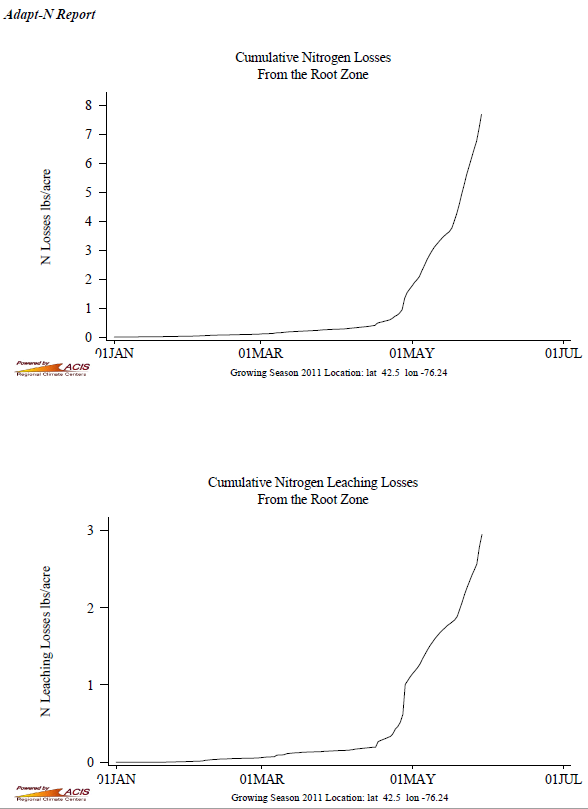 Adapt-N Report
Cumulative Nitrogen Losses
From the Root Zone
N Losses lbs/acre
8
7
6
5
4
3
2
1
0
01JAN 01MAR 01MAY 01JUL
Powered by
ACIS
Regional Climate Centers
Growing Season 2011 Location: lat 42.5 lon -76.24
Cumulative Nitrogen Leaching Losses
From the Root Zone
N Leaching Losses lbs/acre
3
2
1
0
01JAN 01MAR 01MAY 01JUL
Powered by
ACIS
Regional Climate Centers
Growing Season 2011 Location: lat 42.5 lon -76.24